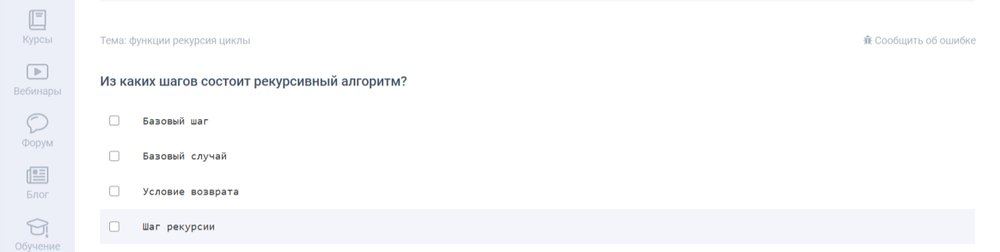 Курсы
Вебинары
Форум
Блог
Обучение
Тема: функции рекурсия циклы
Сообщить об ошибке
Из каких шагов состоит рекурсивный алгоритм?
Базовый шаг
Базовый случай
Условие возврата
Шаг рекурсии